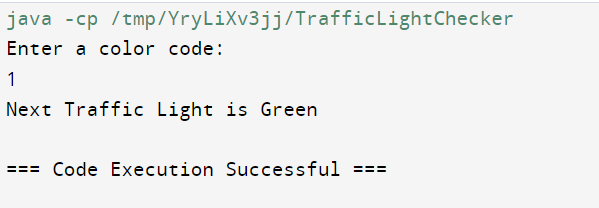 java -cp /tmp/YryLiXv3jj/TrafficLightChecker
Enter a color code:
1
Next Traffic Light is Green
=== Code Execution Successful ===